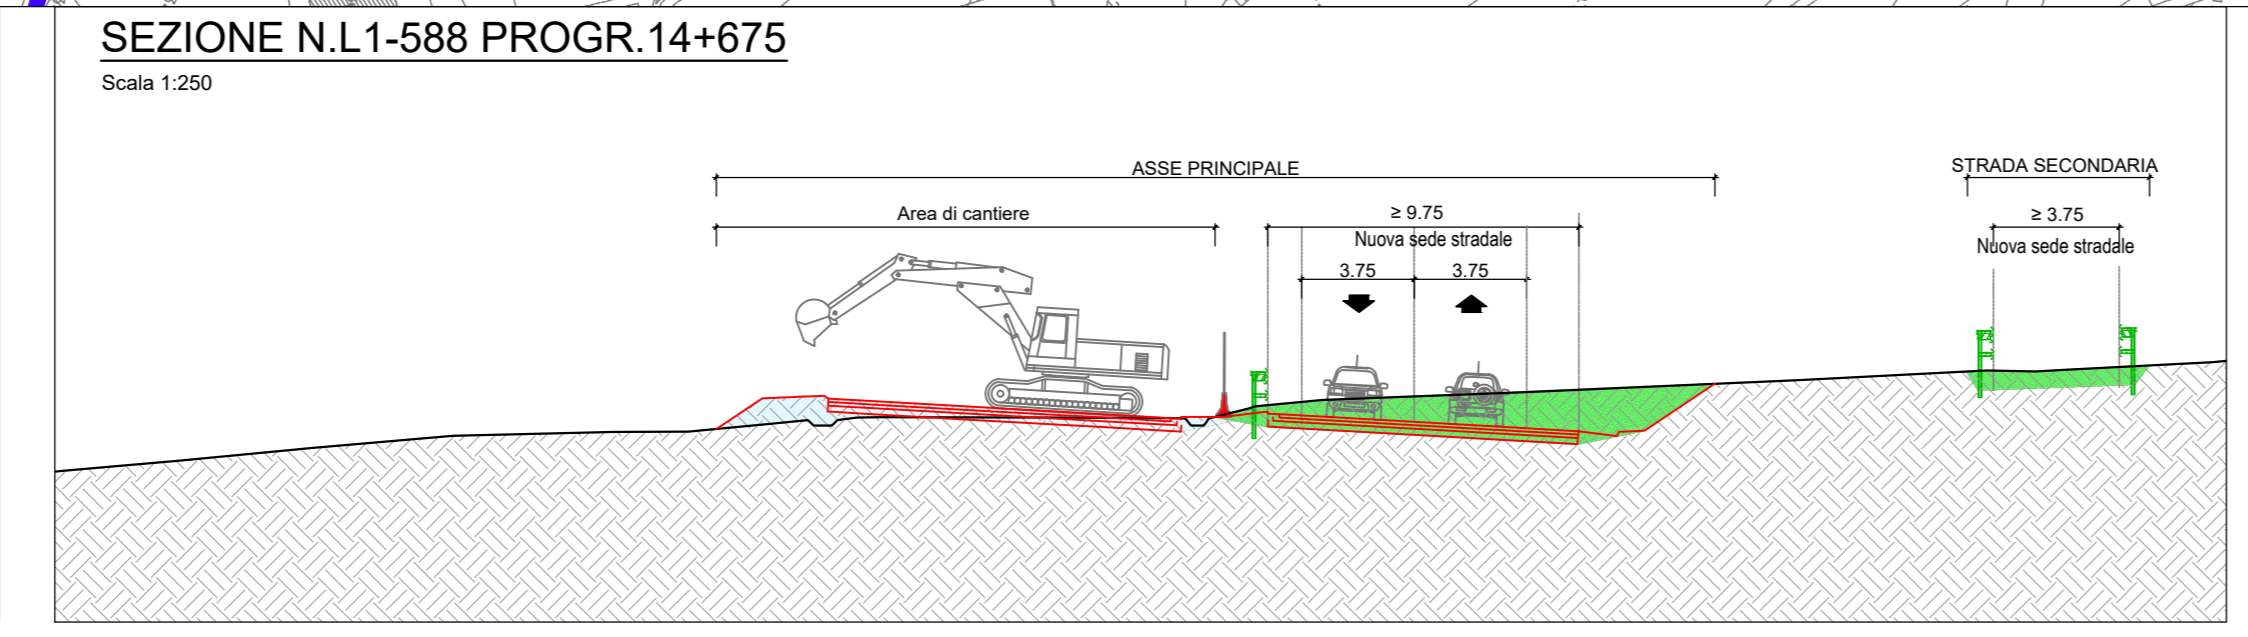 SEZIONE N.L1-588 PROGR.14+675
Scala 1:250
ASSE PRINCIPALE
STRADA SECONDARIA
Area di cantiere
≥ 9.75
≥ 3.75
Nuova sede stradale
Nuova sede stradale
3.75
3.75